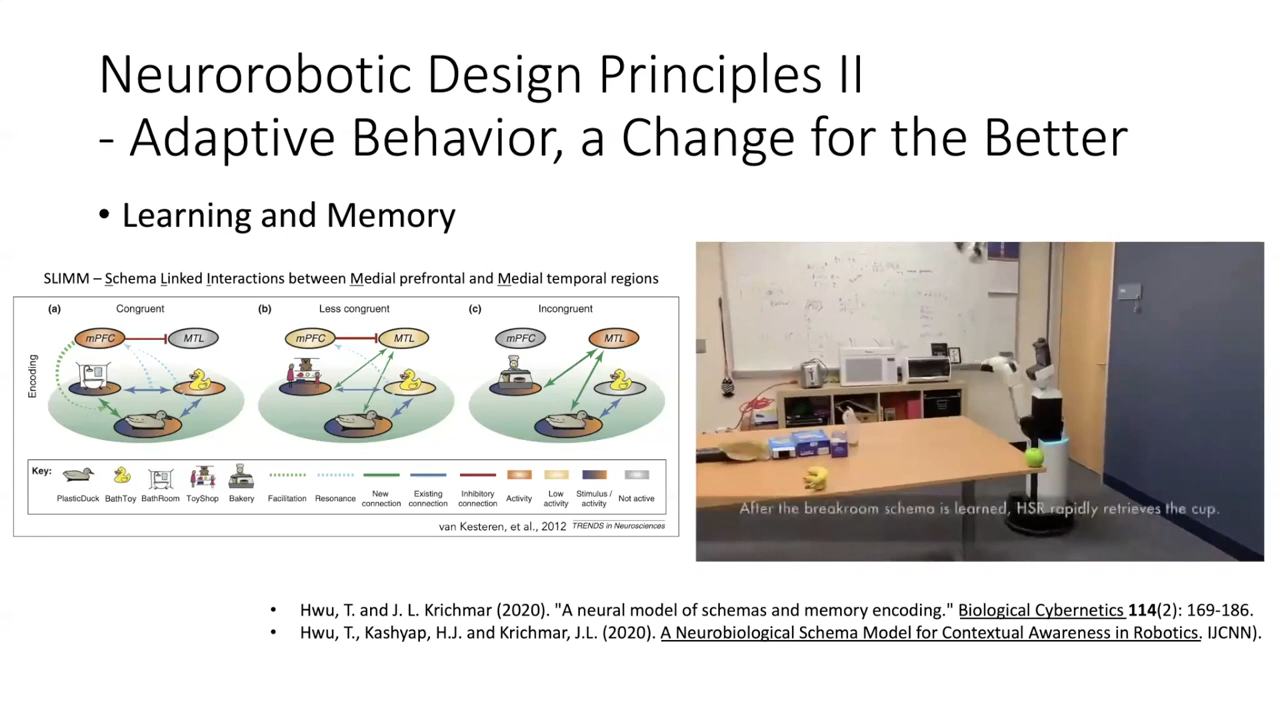 Neurorobotic Design Principles II
- Adaptive Behavior, a Change for the Better
• Learning and Memory
SLIMM – Schema Linked Interactions between Medial prefrontal and Medial temporal regions
(a) Congruent
(b) Less congruent
(c) Incongruent
mPFC MTL
mPFC MTL
mPFC MTL
Encoding
Key:
PlasticDuck BathToy BathRoom ToyShop Bakery Facilitation Resonance New connection Existing connection Inhibitory connection Activity Low activity Stimulus / activity Not active
van Kesteren, et al., 2012 TRENDS in Neurosciences
After the breakroom schema is learned, HSR rapidly retrieves the cup.
• Hwu, T. and J. L. Krichmar (2020). "A neural model of schemas and memory encoding." Biological Cybernetics 114(2): 169-186.
• Hwu, T., Kashyap, H.J. and Krichmar, J.L. (2020). A Neurobiological Schema Model for Contextual Awareness in Robotics. IJCNN).